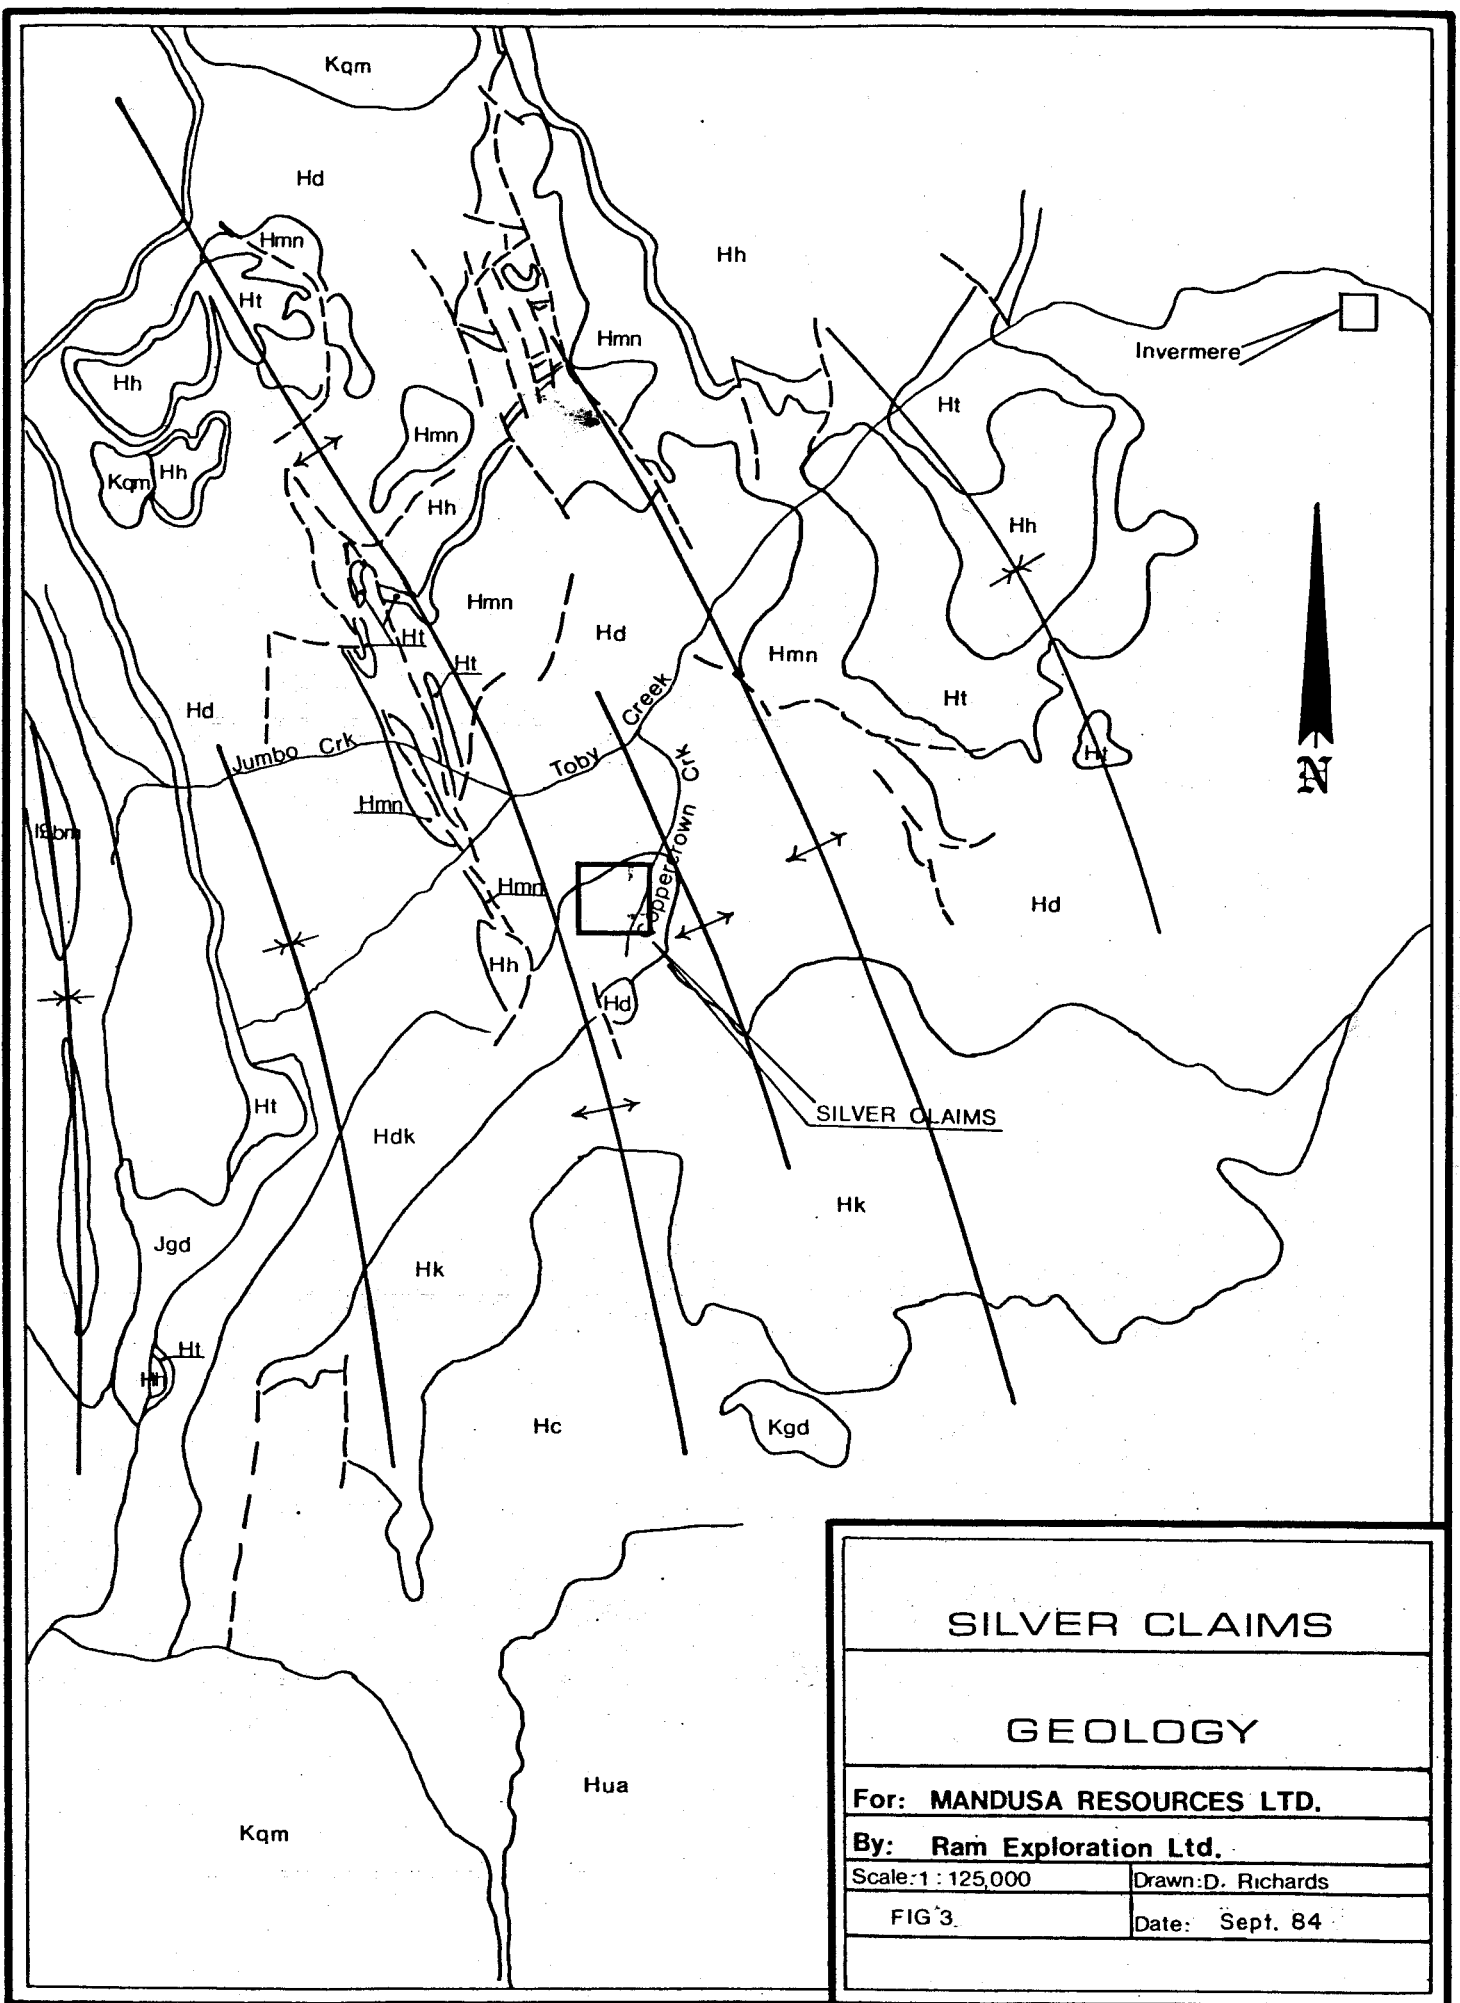 Kqm
Hd
Hmn
Hh
Ht
Hmn
Invermere
Hh
Ht
Hmn
Kqm
Hh
Hh
Hh
Hmn
Ht
Hd
Hmn
Ht
Ht
Hd
Creek
Jumbo Crk
Toby
Crk
Ht
N
Hmn
Coppercrown
Hmn
Hd
Hh
Hd
Ht
SILVER CLAIMS
Hdk
Hk
Jgd
Hk
Ht
Hh
Hc
Kgd
SILVER CLAIMS
GEOLOGY
Hua
For: MANDUSA RESOURCES LTD.
Kqm
By: Ram Exploration Ltd.
Scale: 1 : 125,000
Drawn: D. Richards
FIG 3
Date: Sept. 84